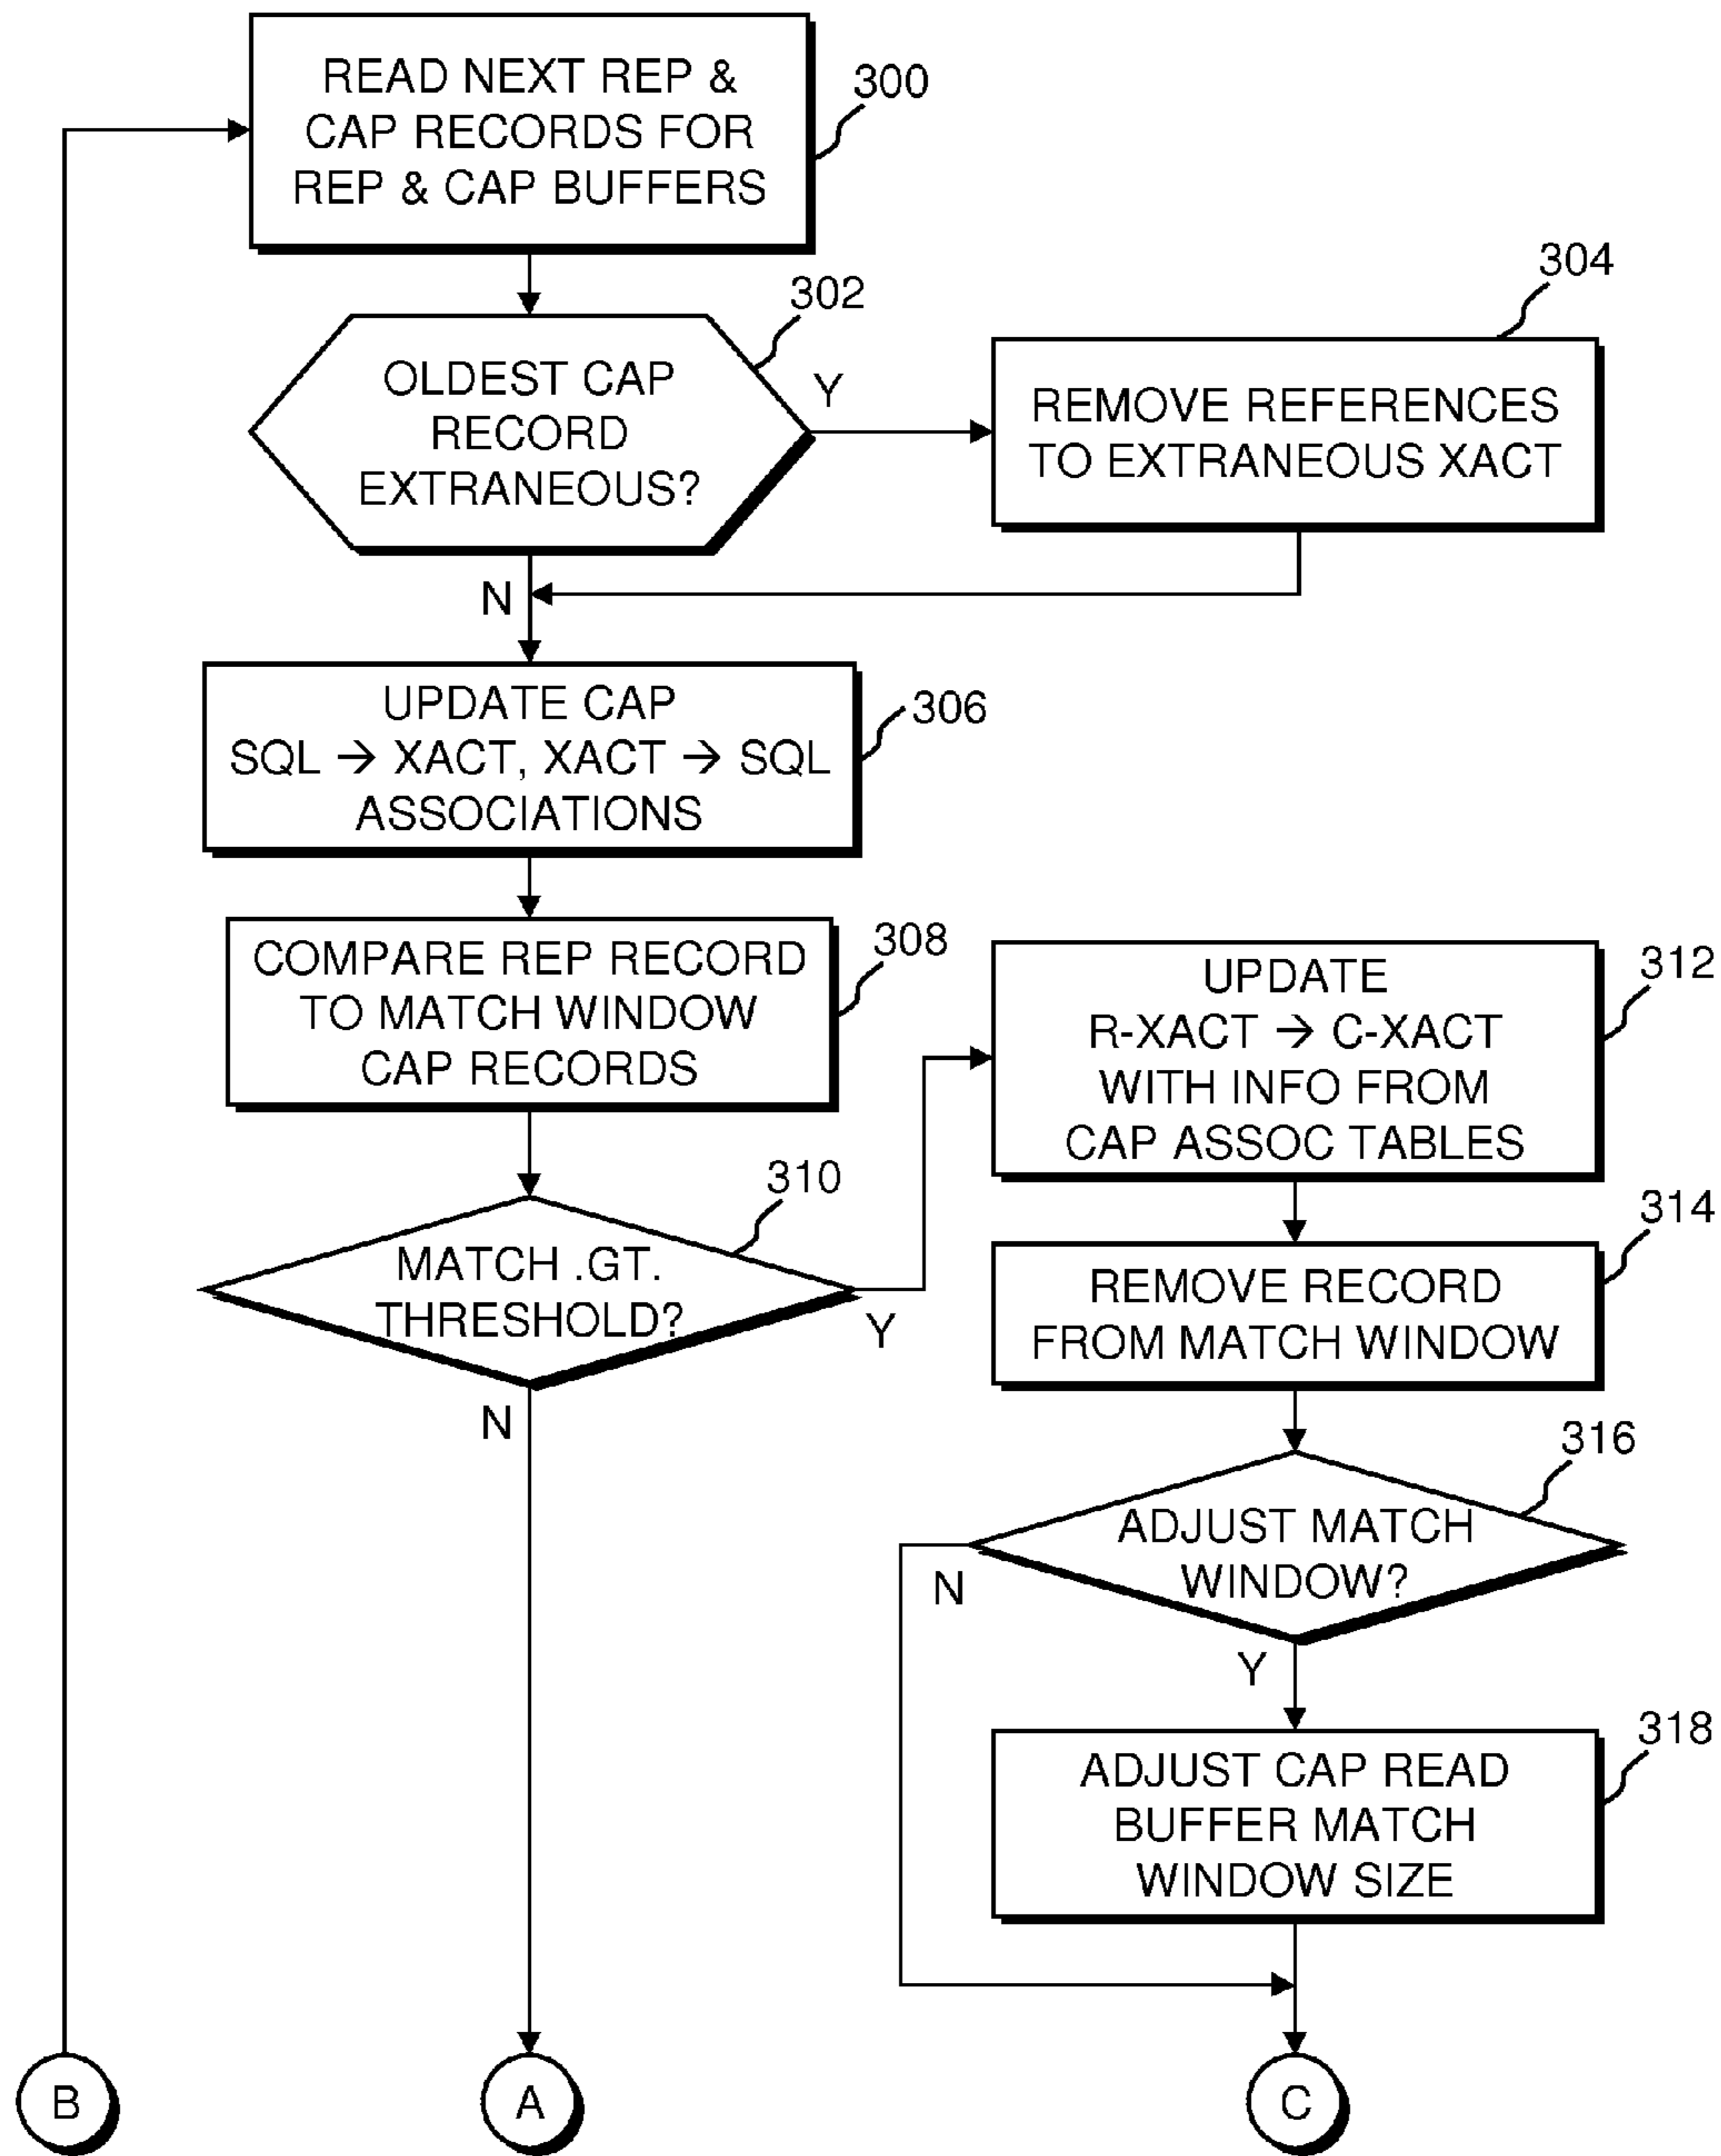 READ NEXT REP &
CAP RECORDS FOR
REP & CAP BUFFERS
300
302
OLDEST CAP
RECORD
EXTRANEOUS?
Y
N
304
REMOVE REFERENCES
TO EXTRANEOUS XACT
UPDATE CAP
SQL → XACT, XACT → SQL
ASSOCIATIONS
306
COMPARE REP RECORD
TO MATCH WINDOW
CAP RECORDS
308
310
MATCH .GT.
THRESHOLD?
Y
N
UPDATE
R-XACT → C-XACT
WITH INFO FROM
CAP ASSOC TABLES
312
REMOVE RECORD
FROM MATCH WINDOW
314
316
ADJUST MATCH
WINDOW?
N
Y
ADJUST CAP READ
BUFFER MATCH
WINDOW SIZE
318
B
A
C